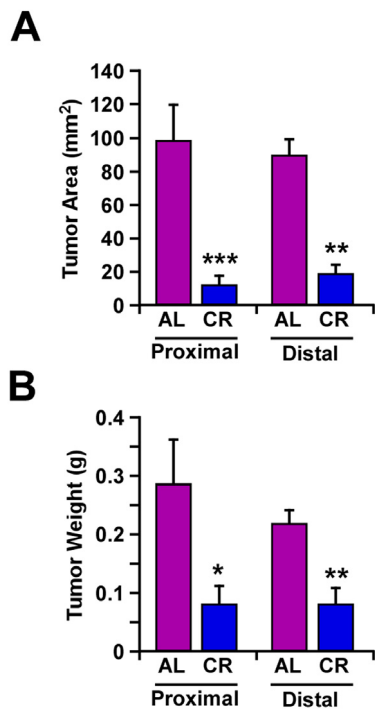 A
Tumor Area (mm²)
140
120
100
80
60
40
20
0
***
**
AL CR AL CR
Proximal Distal
B
Tumor Weight (g)
0.4
0.3
0.2
0.1
0
*
**
AL CR AL CR
Proximal Distal